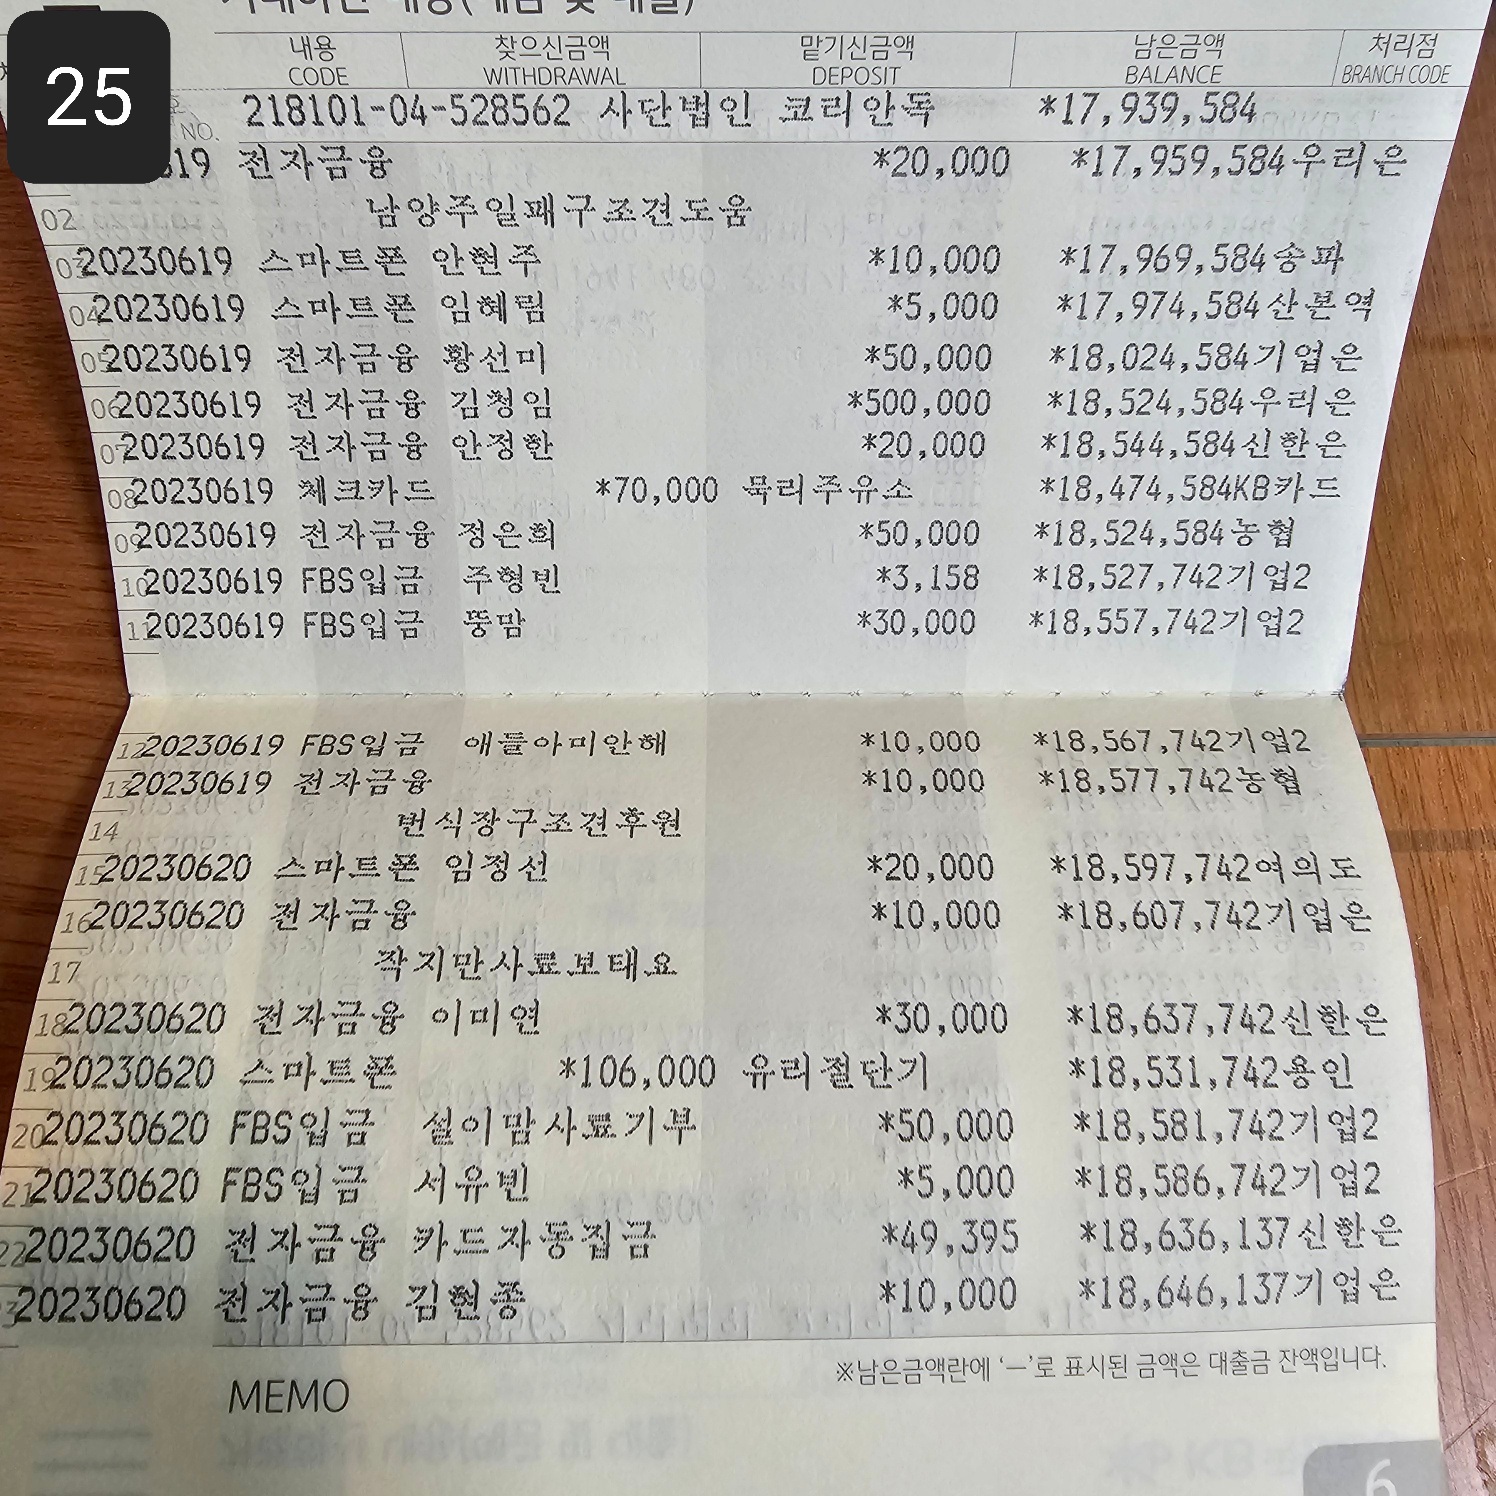 25
내용 찾으신금액 맡기신금액 남은금액 처리점
CODE WITHDRAWAL DEPOSIT BALANCE BRANCH CODE
NO. 218101-04-528562 사단법인 코리안독 *17,939,584
619 전자금융 *20,000 *17,959,584우리은
02 남양주일패구조견도움
03 20230619 스마트폰 안현주 *10,000 *17,969,584송파
04 20230619 스마트폰 임혜림 *5,000 *17,974,584산본역
05 20230619 전자금융 황선미 *50,000 *18,024,584기업은
06 20230619 전자금융 김청임 *500,000 *18,524,584우리은
07 20230619 전자금융 안정한 *20,000 *18,544,584신한은
08 20230619 체크카드 *70,000 묵리주유소 *18,474,584KB카드
09 20230619 전자금융 정은희 *50,000 *18,524,584농협
10 20230619 FBS입금 주형빈 *3,158 *18,527,742기업2
11 20230619 FBS입금 뚱맘 *30,000 *18,557,742기업2
12 20230619 FBS입금 애들아미안해 *10,000 *18,567,742기업2
13 20230619 전자금융 *10,000 *18,577,742농협
14 번식장구조견후원
15 20230620 스마트폰 임정선 *20,000 *18,597,742여의도
16 20230620 전자금융 *10,000 *18,607,742기업은
17 작지만사료보태요
18 20230620 전자금융 이미연 *30,000 *18,637,742신한은
19 20230620 스마트폰 *106,000 유리절단기 *18,531,742용인
20 20230620 FBS입금 설이맘사료기부 *50,000 *18,581,742기업2
21 20230620 FBS입금 서유빈 *5,000 *18,586,742기업2
22 20230620 전자금융 카드자동집금 *49,395 *18,636,137신한은
20230620 전자금융 김현종 *10,000 *18,646,137기업은
※남은금액란에 '—'로 표시된 금액은 대출금 잔액입니다.
MEMO
6